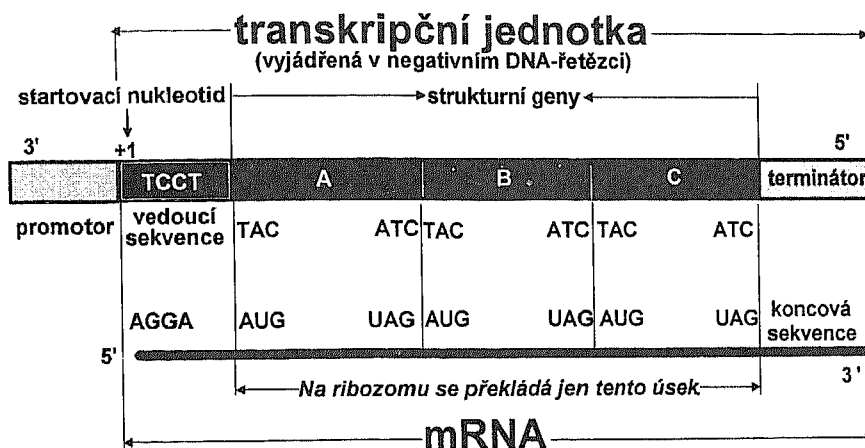 transkripční jednotka
(vyjádřená v negativním DNA-řetězci)
startovací nukleotid
strukturní geny
3'
+1
5'
TCCT
A
B
C
terminátor
promotor
vedoucí
sekvence
TAC
ATC
TAC
ATC
TAC
ATC
AGGA
AUG
UAG
AUG
UAG
AUG
UAG
koncová
sekvence
5'
3'
Na ribozomu se překládá jen tento úsek
mRNA